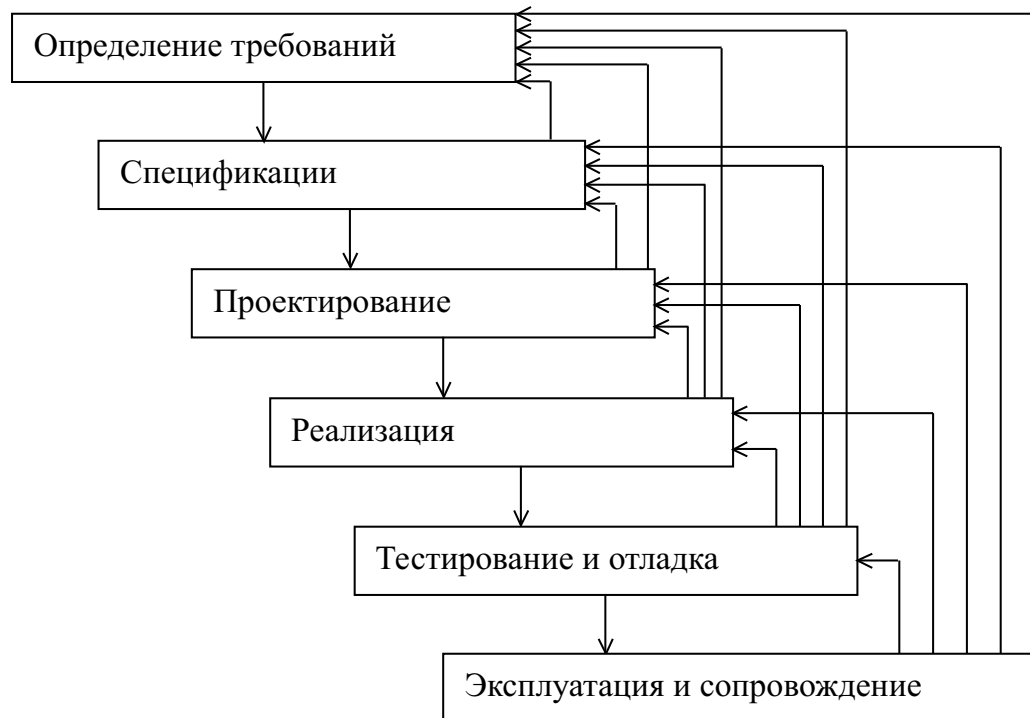 Определение требований
Спецификации
Проектирование
Реализация
Тестирование и отладка
Эксплуатация и сопровождение